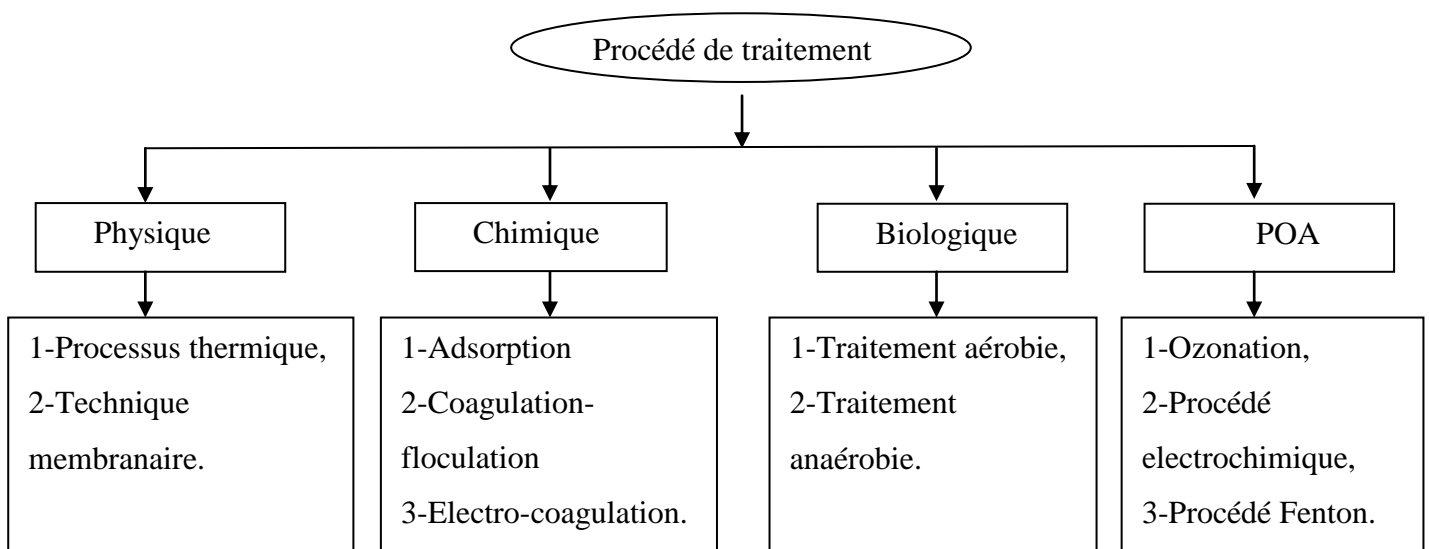 Procédé de traitement
Physique
Chimique
Biologique
POA
1-Processus thermique,
2-Technique
membranaire.
1-Adsorption
2-Coagulation-
floculation
3-Electro-coagulation.
1-Traitement aérobie,
2-Traitement
anaérobie.
1-Ozonation,
2-Procédé
electrochimique,
3-Procédé Fenton.